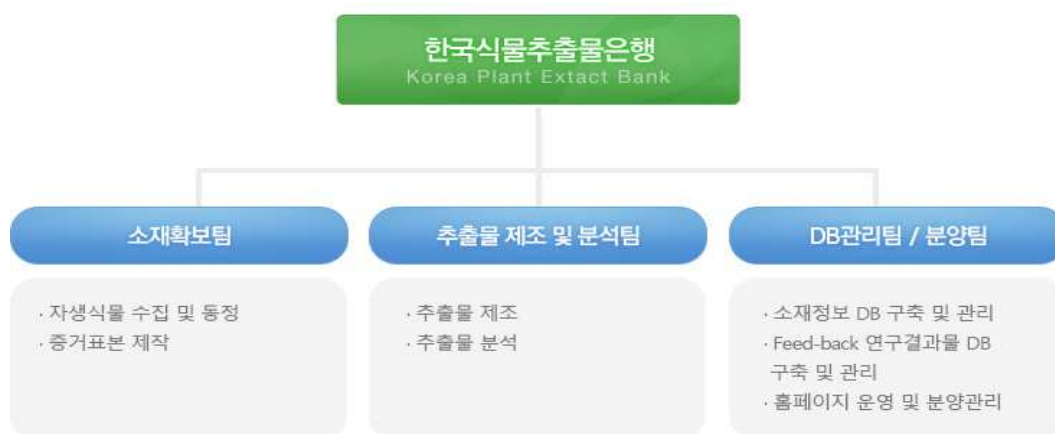 한국식물추출물은행
Korea Plant Extact Bank
소재확보팀
· 자생식물 수집 및 동정
· 증거표본 제작
추출물 제조 및 분석팀
· 추출물 제조
· 추출물 분석
DB관리팀 / 분양팀
· 소재정보 DB 구축 및 관리
· Feed-back 연구결과물 DB
구축 및 관리
· 홈페이지 운영 및 분양관리